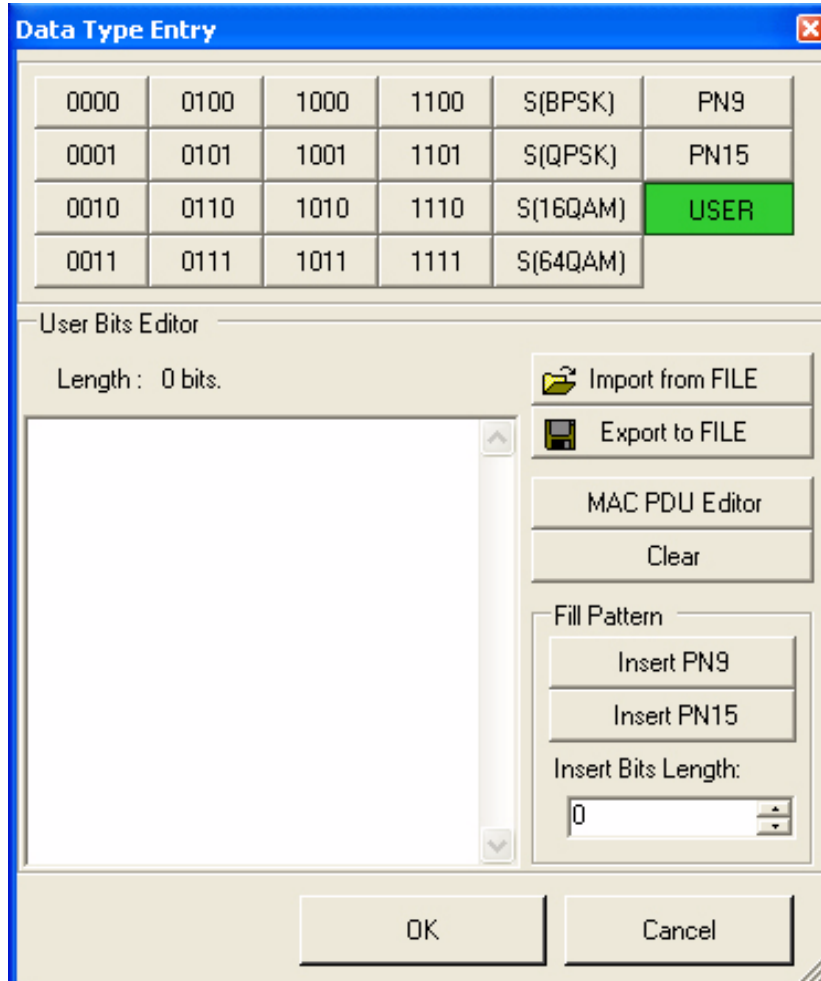 Data Type Entry
0000 0100 1000 1100 S(BPSK) PN9
0001 0101 1001 1101 S(QPSK) PN15
0010 0110 1010 1110 S(16QAM) USER
0011 0111 1011 1111 S(64QAM)
User Bits Editor
Length : 0 bits.
Import from FILE
Export to FILE
MAC PDU Editor
Clear
Fill Pattern
Insert PN9
Insert PN15
Insert Bits Length:
0
OK Cancel